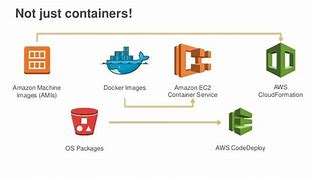 Not just containers!
Amazon Machine
Images (AMIs)
Docker Images
Amazon EC2
Container Service
AWS
CloudFormation
OS Packages
AWS CodeDeploy